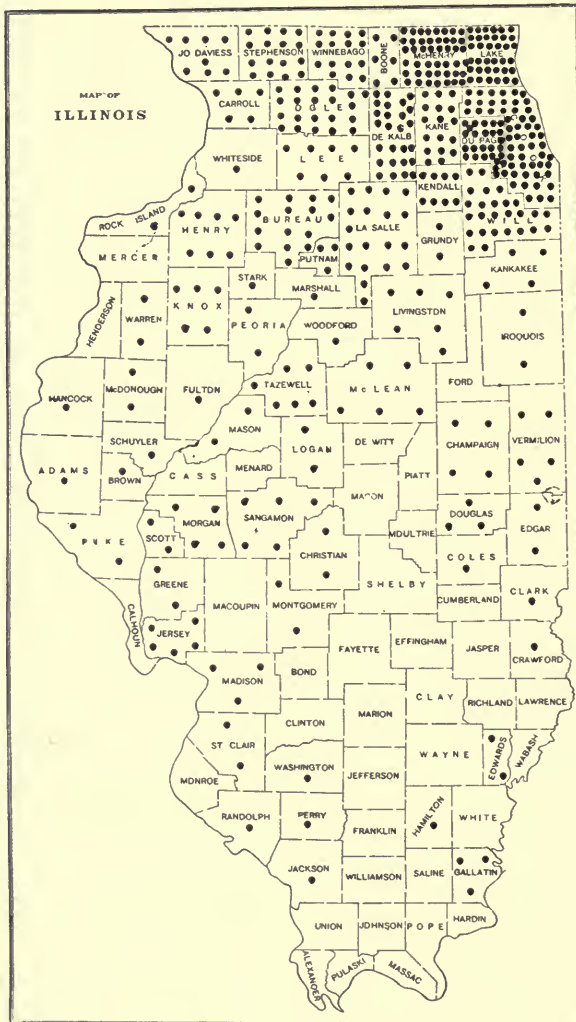 MAP OF
ILLINOIS
JO DAVIESS
STEPHENSON
WINNEBAGO
BOONE
McHENRY
LAKE
CARROLL
OGLE
DE KALB
KANE
DU PAGE
COOK
WHITESIDE
LEE
KENDALL
ROCK ISLAND
HENRY
BUREAU
LA SALLE
WILL
GRUNDY
MERCER
PUTNAM
KANKAKEE
STARK
MARSHALL
KNOX
HENDERSON
WARREN
PEORIA
WOODFORD
LIVINGSTON
IROQUOIS
HANCOCK
McDONOUGH
FULTON
TAZEWELL
McLEAN
FORD
MASON
SCHUYLER
LOGAN
DE WITT
CHAMPAIGN
VERMILION
ADAMS
BROWN
CASS
MENARD
PIATT
MACON
SANGAMON
DOUGLAS
MORGAN
SCOTT
PIKE
EDGAR
MOULTRIE
CHRISTIAN
COLES
GREENE
SHELBY
MACOUPIN
MONTGOMERY
CUMBERLAND
CLARK
CALHOUN
JERSEY
FAYETTE
EFFINGHAM
JASPER
CRAWFORD
MADISON
BOND
CLAY
RICHLAND
LAWRENCE
MARION
CLINTON
ST CLAIR
WAYNE
EDWARDS
WABASH
WASHINGTON
JEFFERSON
MONROE
RANDOLPH
PERRY
HAMILTON
WHITE
FRANKLIN
JACKSON
WILLIAMSON
SALINE
GALLATIN
UNION
JOHNSON
POPE
HARDIN
ALEXANDER
PULASKI
MASSAC